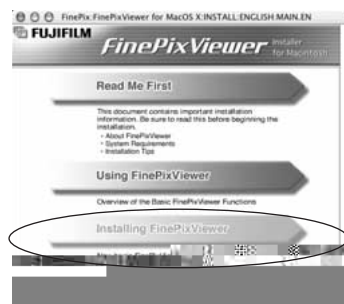 FinePix:FinePixViewer for MacOS X:INSTALL:ENGLISH:MAIN.EN
FUJIFILM
FinePixViewer Installer
for Macintosh
Read Me First
This document contains important installation
information. Be sure to read this before beginning the
installation.
- About FinePixViewer
- System Requirements
- Installation Tips
Using FinePixViewer
Overview of the Basic FinePixViewer Functions
Installing FinePixViewer